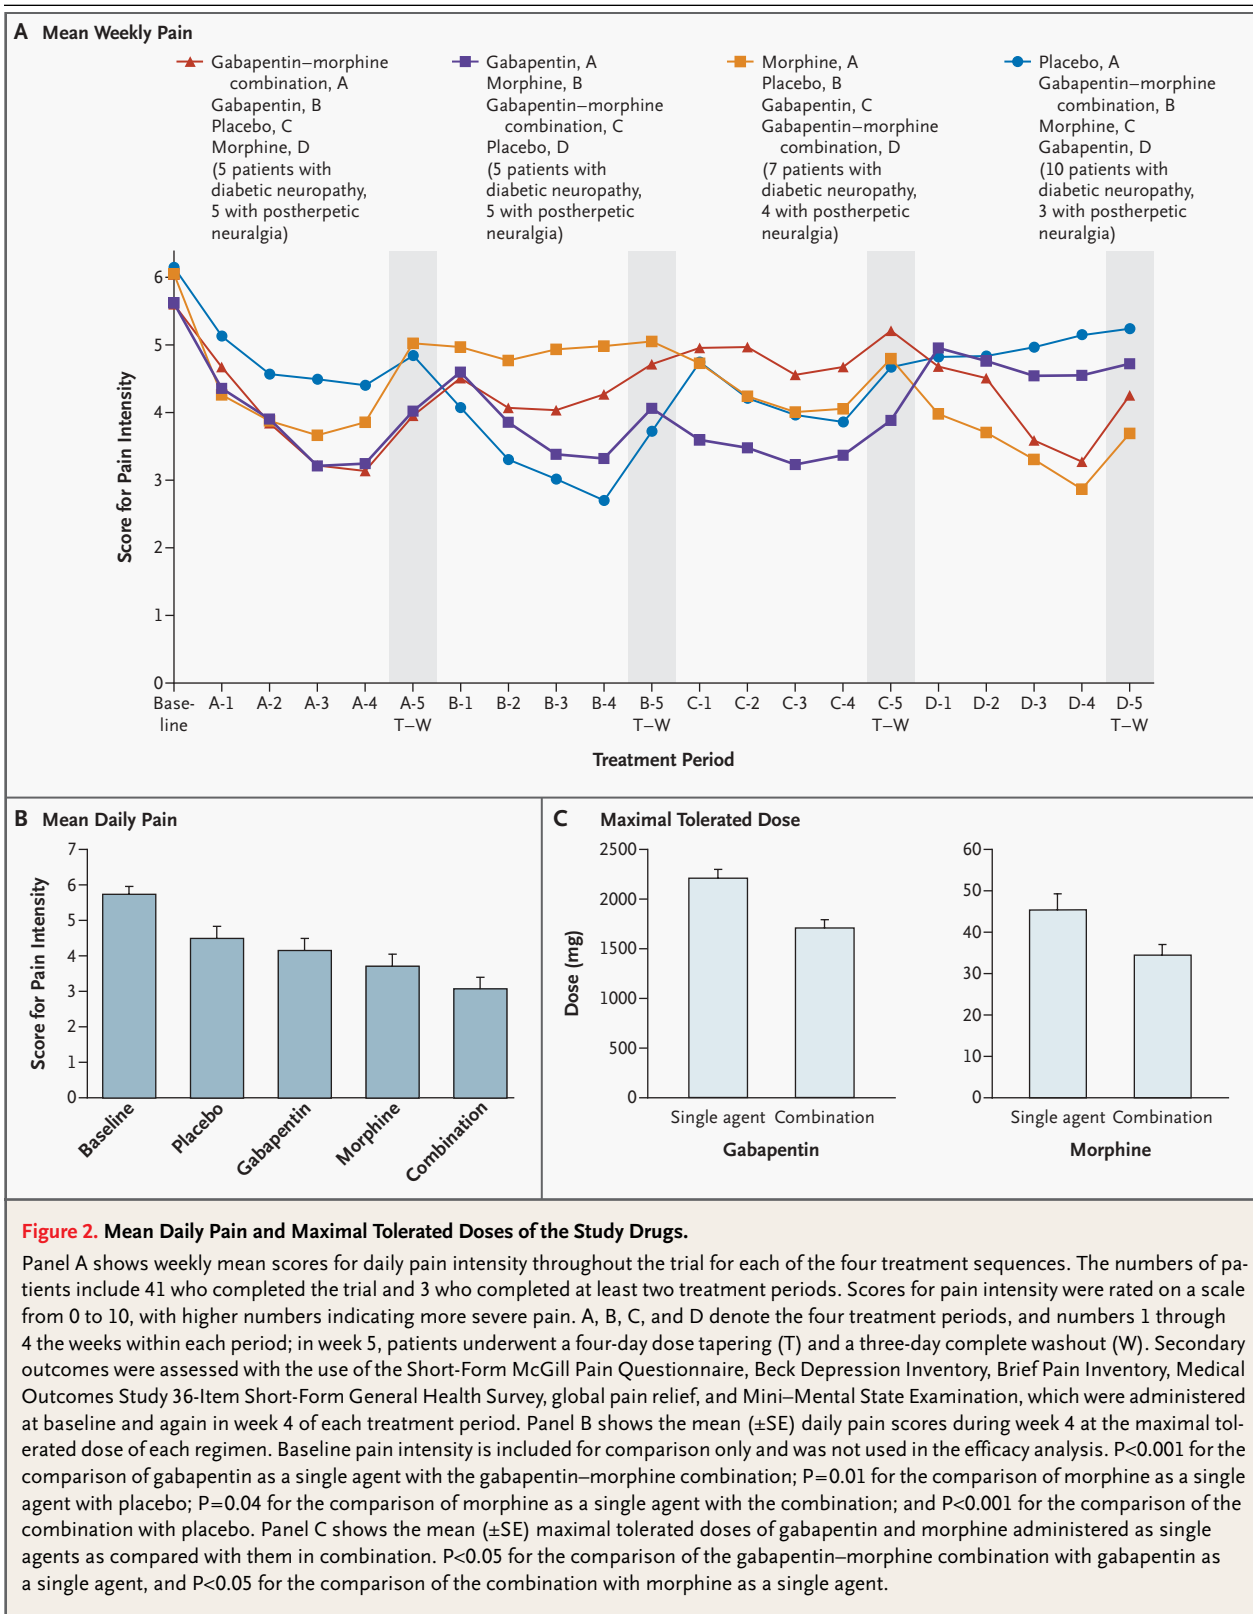 A Mean Weekly Pain
Gabapentin–morphine
combination, A
Gabapentin, B
Placebo, C
Morphine, D
(5 patients with
diabetic neuropathy,
5 with postherpetic
neuralgia)
Gabapentin, A
Morphine, B
Gabapentin–morphine
combination, C
Placebo, D
(5 patients with
diabetic neuropathy,
5 with postherpetic
neuralgia)
Morphine, A
Placebo, B
Gabapentin, C
Gabapentin–morphine
combination, D
(7 patients with
diabetic neuropathy,
4 with postherpetic
neuralgia)
Placebo, A
Gabapentin–morphine
combination, B
Morphine, C
Gabapentin, D
(10 patients with
diabetic neuropathy,
3 with postherpetic
neuralgia)
Score for Pain Intensity
6
5
4
3
2
1
0
Base- A-1 A-2 A-3 A-4 A-5 B-1 B-2 B-3 B-4 B-5 C-1 C-2 C-3 C-4 C-5 D-1 D-2 D-3 D-4 D-5
line T–W T–W T–W T–W
Treatment Period
B Mean Daily Pain
Score for Pain Intensity
7
6
5
4
3
2
1
0
Baseline
Placebo
Gabapentin
Morphine
Combination
C Maximal Tolerated Dose
Dose (mg)
2500
2000
1500
1000
500
0
Single agent Combination
Gabapentin
60
50
40
30
20
10
0
Single agent Combination
Morphine
Figure 2. Mean Daily Pain and Maximal Tolerated Doses of the Study Drugs.
Panel A shows weekly mean scores for daily pain intensity throughout the trial for each of the four treatment sequences. The numbers of pa-
tients include 41 who completed the trial and 3 who completed at least two treatment periods. Scores for pain intensity were rated on a scale
from 0 to 10, with higher numbers indicating more severe pain. A, B, C, and D denote the four treatment periods, and numbers 1 through
4 the weeks within each period; in week 5, patients underwent a four-day dose tapering (T) and a three-day complete washout (W). Secondary
outcomes were assessed with the use of the Short-Form McGill Pain Questionnaire, Beck Depression Inventory, Brief Pain Inventory, Medical
Outcomes Study 36-Item Short-Form General Health Survey, global pain relief, and Mini–Mental State Examination, which were administered
at baseline and again in week 4 of each treatment period. Panel B shows the mean (±SE) daily pain scores during week 4 at the maximal tol-
erated dose of each regimen. Baseline pain intensity is included for comparison only and was not used in the efficacy analysis. P<0.001 for the
comparison of gabapentin as a single agent with the gabapentin–morphine combination; P=0.01 for the comparison of morphine as a single
agent with placebo; P=0.04 for the comparison of morphine as a single agent with the combination; and P<0.001 for the comparison of the
combination with placebo. Panel C shows the mean (±SE) maximal tolerated doses of gabapentin and morphine administered as single
agents as compared with them in combination. P<0.05 for the comparison of the gabapentin–morphine combination with gabapentin as
a single agent, and P<0.05 for the comparison of the combination with morphine as a single agent.